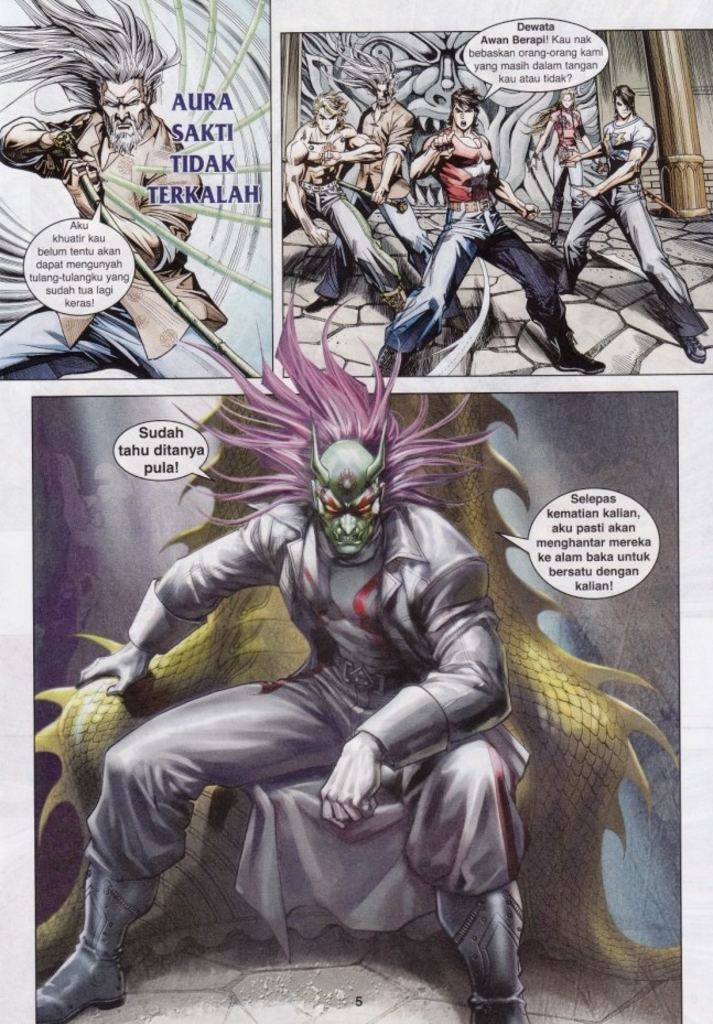 AURA
SAKTI
TIDAK
TERKALAH
Aku
khuatir kau
belum tentu akan
dapat mengunyah
tulang-tulangku yang
sudah tua lagi
keras!
Dewata
Awan Berapi! Kau nak
bebaskan orang-orang kami
yang masih dalam tangan
kau atau tidak?
Sudah
tahu ditanya
pula!
Selepas
kematian kalian,
aku pasti akan
menghantar mereka
ke alam baka untuk
bersatu dengan
kalian!
5